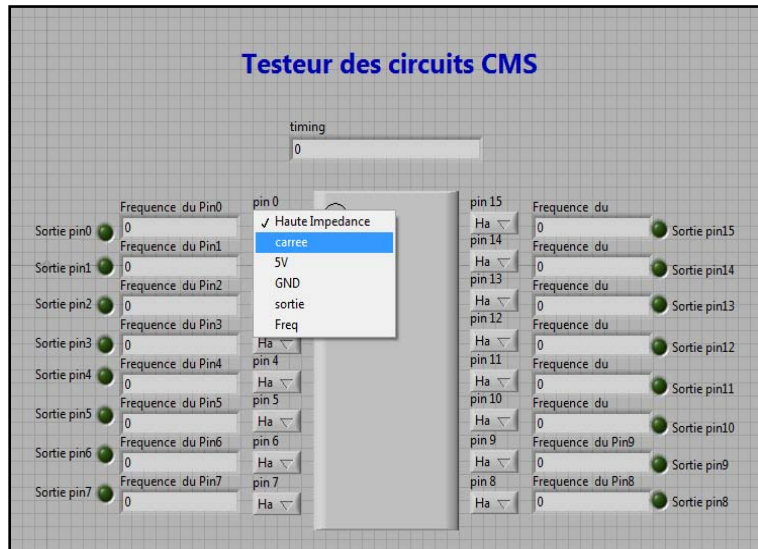 Testeur des circuits CMS
timing
0
Frequence du Pin0
pin 0
pin 15
Frequence du
Sortie pin0
0
✓ Haute Impedance
Ha
0
Sortie pin15
Frequence du Pin1
carree
pin 14
Frequence du
Sortie pin1
0
5V
Ha
0
Sortie pin14
Frequence du Pin2
GND
pin 13
Frequence du
Sortie pin2
0
sortie
Ha
0
Sortie pin13
Frequence du Pin3
Freq
pin 12
Frequence du
Sortie pin3
0
Ha
Ha
0
Sortie pin12
Frequence du Pin4
pin 4
pin 11
Frequence du
Sortie pin4
0
Ha
Ha
0
Sortie pin11
Frequence du Pin5
pin 5
pin 10
Frequence du
Sortie pin5
0
Ha
Ha
0
Sortie pin10
Frequence du Pin6
pin 6
pin 9
Frequence du Pin9
Sortie pin6
0
Ha
Ha
0
Sortie pin9
Frequence du Pin7
pin 7
pin 8
Frequence du Pin8
Sortie pin7
0
Ha
Ha
0
Sortie pin8